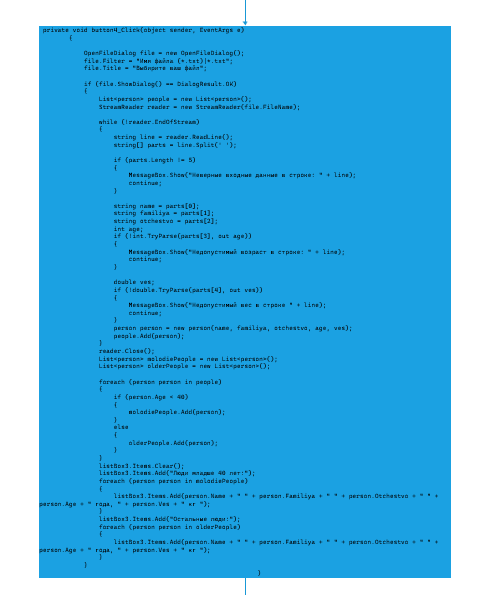 private void button4_Click(object sender, EventArgs e)
{
OpenFileDialog file = new OpenFileDialog();
file.Filter = "Имя файла (*.txt)|*.txt";
file.Title = "Выбирите ваш файл";
if (file.ShowDialog() == DialogResult.OK)
{
List<person> people = new List<person>();
StreamReader reader = new StreamReader(file.FileName);
while (!reader.EndOfStream)
{
string line = reader.ReadLine();
string[] parts = line.Split(' ');
if (parts.Length != 5)
{
MessageBox.Show("Неверные входные данные в строке: " + line);
continue;
}
string name = parts[0];
string familiya = parts[1];
string otchestvo = parts[2];
int age;
if (!int.TryParse(parts[3], out age))
{
MessageBox.Show("Недопустимый возраст в строке: " + line);
continue;
}
double ves;
if (!double.TryParse(parts[4], out ves))
{
MessageBox.Show("Недопустимый вес в строке " + line);
continue;
}
person person = new person(name, familiya, otchestvo, age, ves);
people.Add(person);
}
reader.Close();
List<person> molodiePeople = new List<person>();
List<person> olderPeople = new List<person>();
foreach (person person in people)
{
if (person.Age < 40)
{
molodiePeople.Add(person);
}
else
{
olderPeople.Add(person);
}
}
listBox3.Items.Clear();
listBox3.Items.Add("Люди младше 40 лет:");
foreach (person person in molodiePeople)
{
listBox3.Items.Add(person.Name + " " + person.Familiya + " " + person.Otchestvo + " " +
person.Age + " года, " + person.Ves + " кг ");
}
listBox3.Items.Add("Остальные люди:");
foreach (person person in olderPeople)
{
listBox3.Items.Add(person.Name + " " + person.Familiya + " " + person.Otchestvo + " " +
person.Age + " года, " + person.Ves + " кг ");
}
}
}